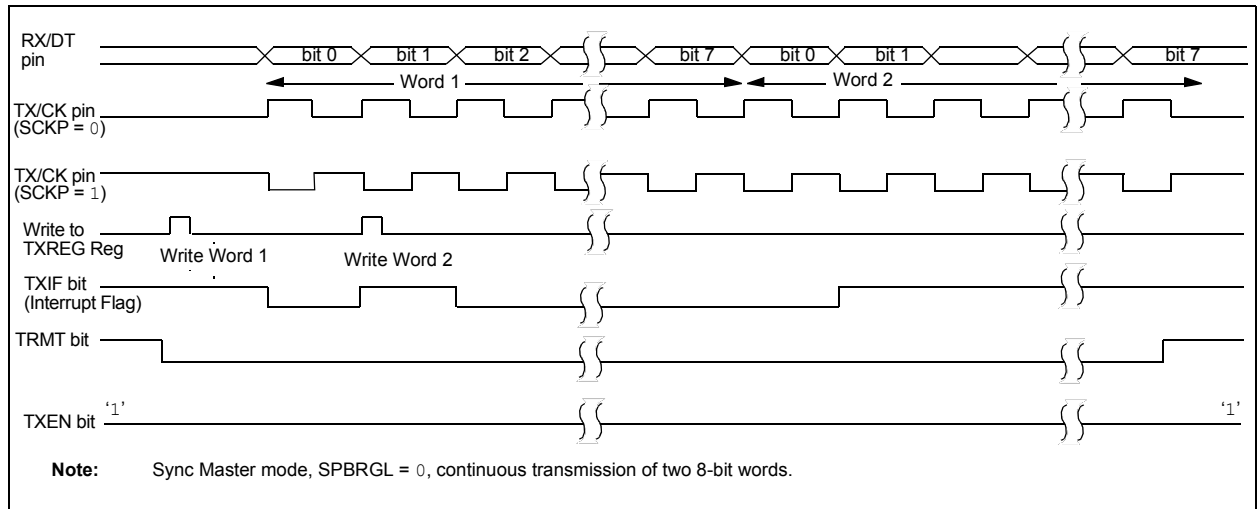 RX/DT
pin
bit 0 bit 1 bit 2 bit 7 bit 0 bit 1 bit 7
Word 1 Word 2
TX/CK pin
(SCKP = 0)
TX/CK pin
(SCKP = 1)
Write to
TXREG Reg
Write Word 1 Write Word 2
TXIF bit
(Interrupt Flag)
TRMT bit
TXEN bit ‘1’ ‘1’
Note: Sync Master mode, SPBRGL = 0, continuous transmission of two 8-bit words.